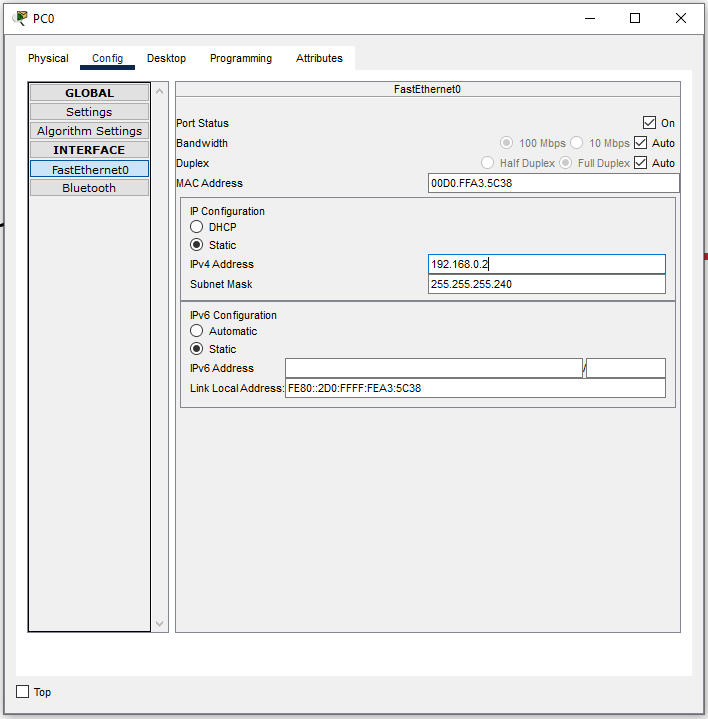 PC0
Physical Config Desktop Programming Attributes
GLOBAL
Settings
Algorithm Settings
INTERFACE
FastEthernet0
Bluetooth
FastEthernet0
Port Status On
Bandwidth 100 Mbps 10 Mbps Auto
Duplex Half Duplex Full Duplex Auto
MAC Address 00D0.FFA3.5C38
IP Configuration
DHCP
Static
IPv4 Address 192.168.0.2
Subnet Mask 255.255.255.240
IPv6 Configuration
Automatic
Static
IPv6 Address /
Link Local Address: FE80::2D0:FFFF:FEA3:5C38
Top